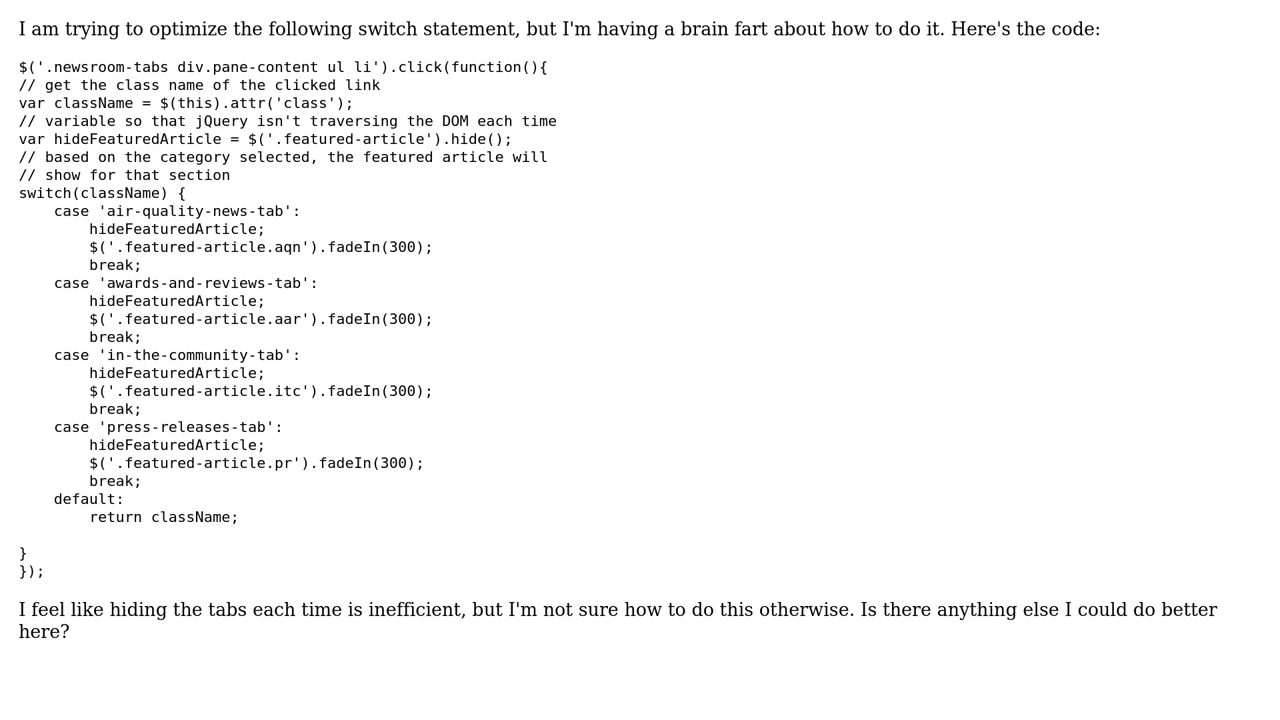 I am trying to optimize the following switch statement, but I'm having a brain fart about how to do it. Here's the code:
$('.newsroom-tabs div.pane-content ul li').click(function(){
// get the class name of the clicked link
var className = $(this).attr('class');
// variable so that jQuery isn't traversing the DOM each time
var hideFeaturedArticle = $('.featured-article').hide();
// based on the category selected, the featured article will
// show for that section
switch(className) {
    case 'air-quality-news-tab':
        hideFeaturedArticle;
        $('.featured-article.aqn').fadeIn(300);
        break;
    case 'awards-and-reviews-tab':
        hideFeaturedArticle;
        $('.featured-article.aar').fadeIn(300);
        break;
    case 'in-the-community-tab':
        hideFeaturedArticle;
        $('.featured-article.itc').fadeIn(300);
        break;
    case 'press-releases-tab':
        hideFeaturedArticle;
        $('.featured-article.pr').fadeIn(300);
        break;
    default:
        return className;
}
});
I feel like hiding the tabs each time is inefficient, but I'm not sure how to do this otherwise. Is there anything else I could do better
here?